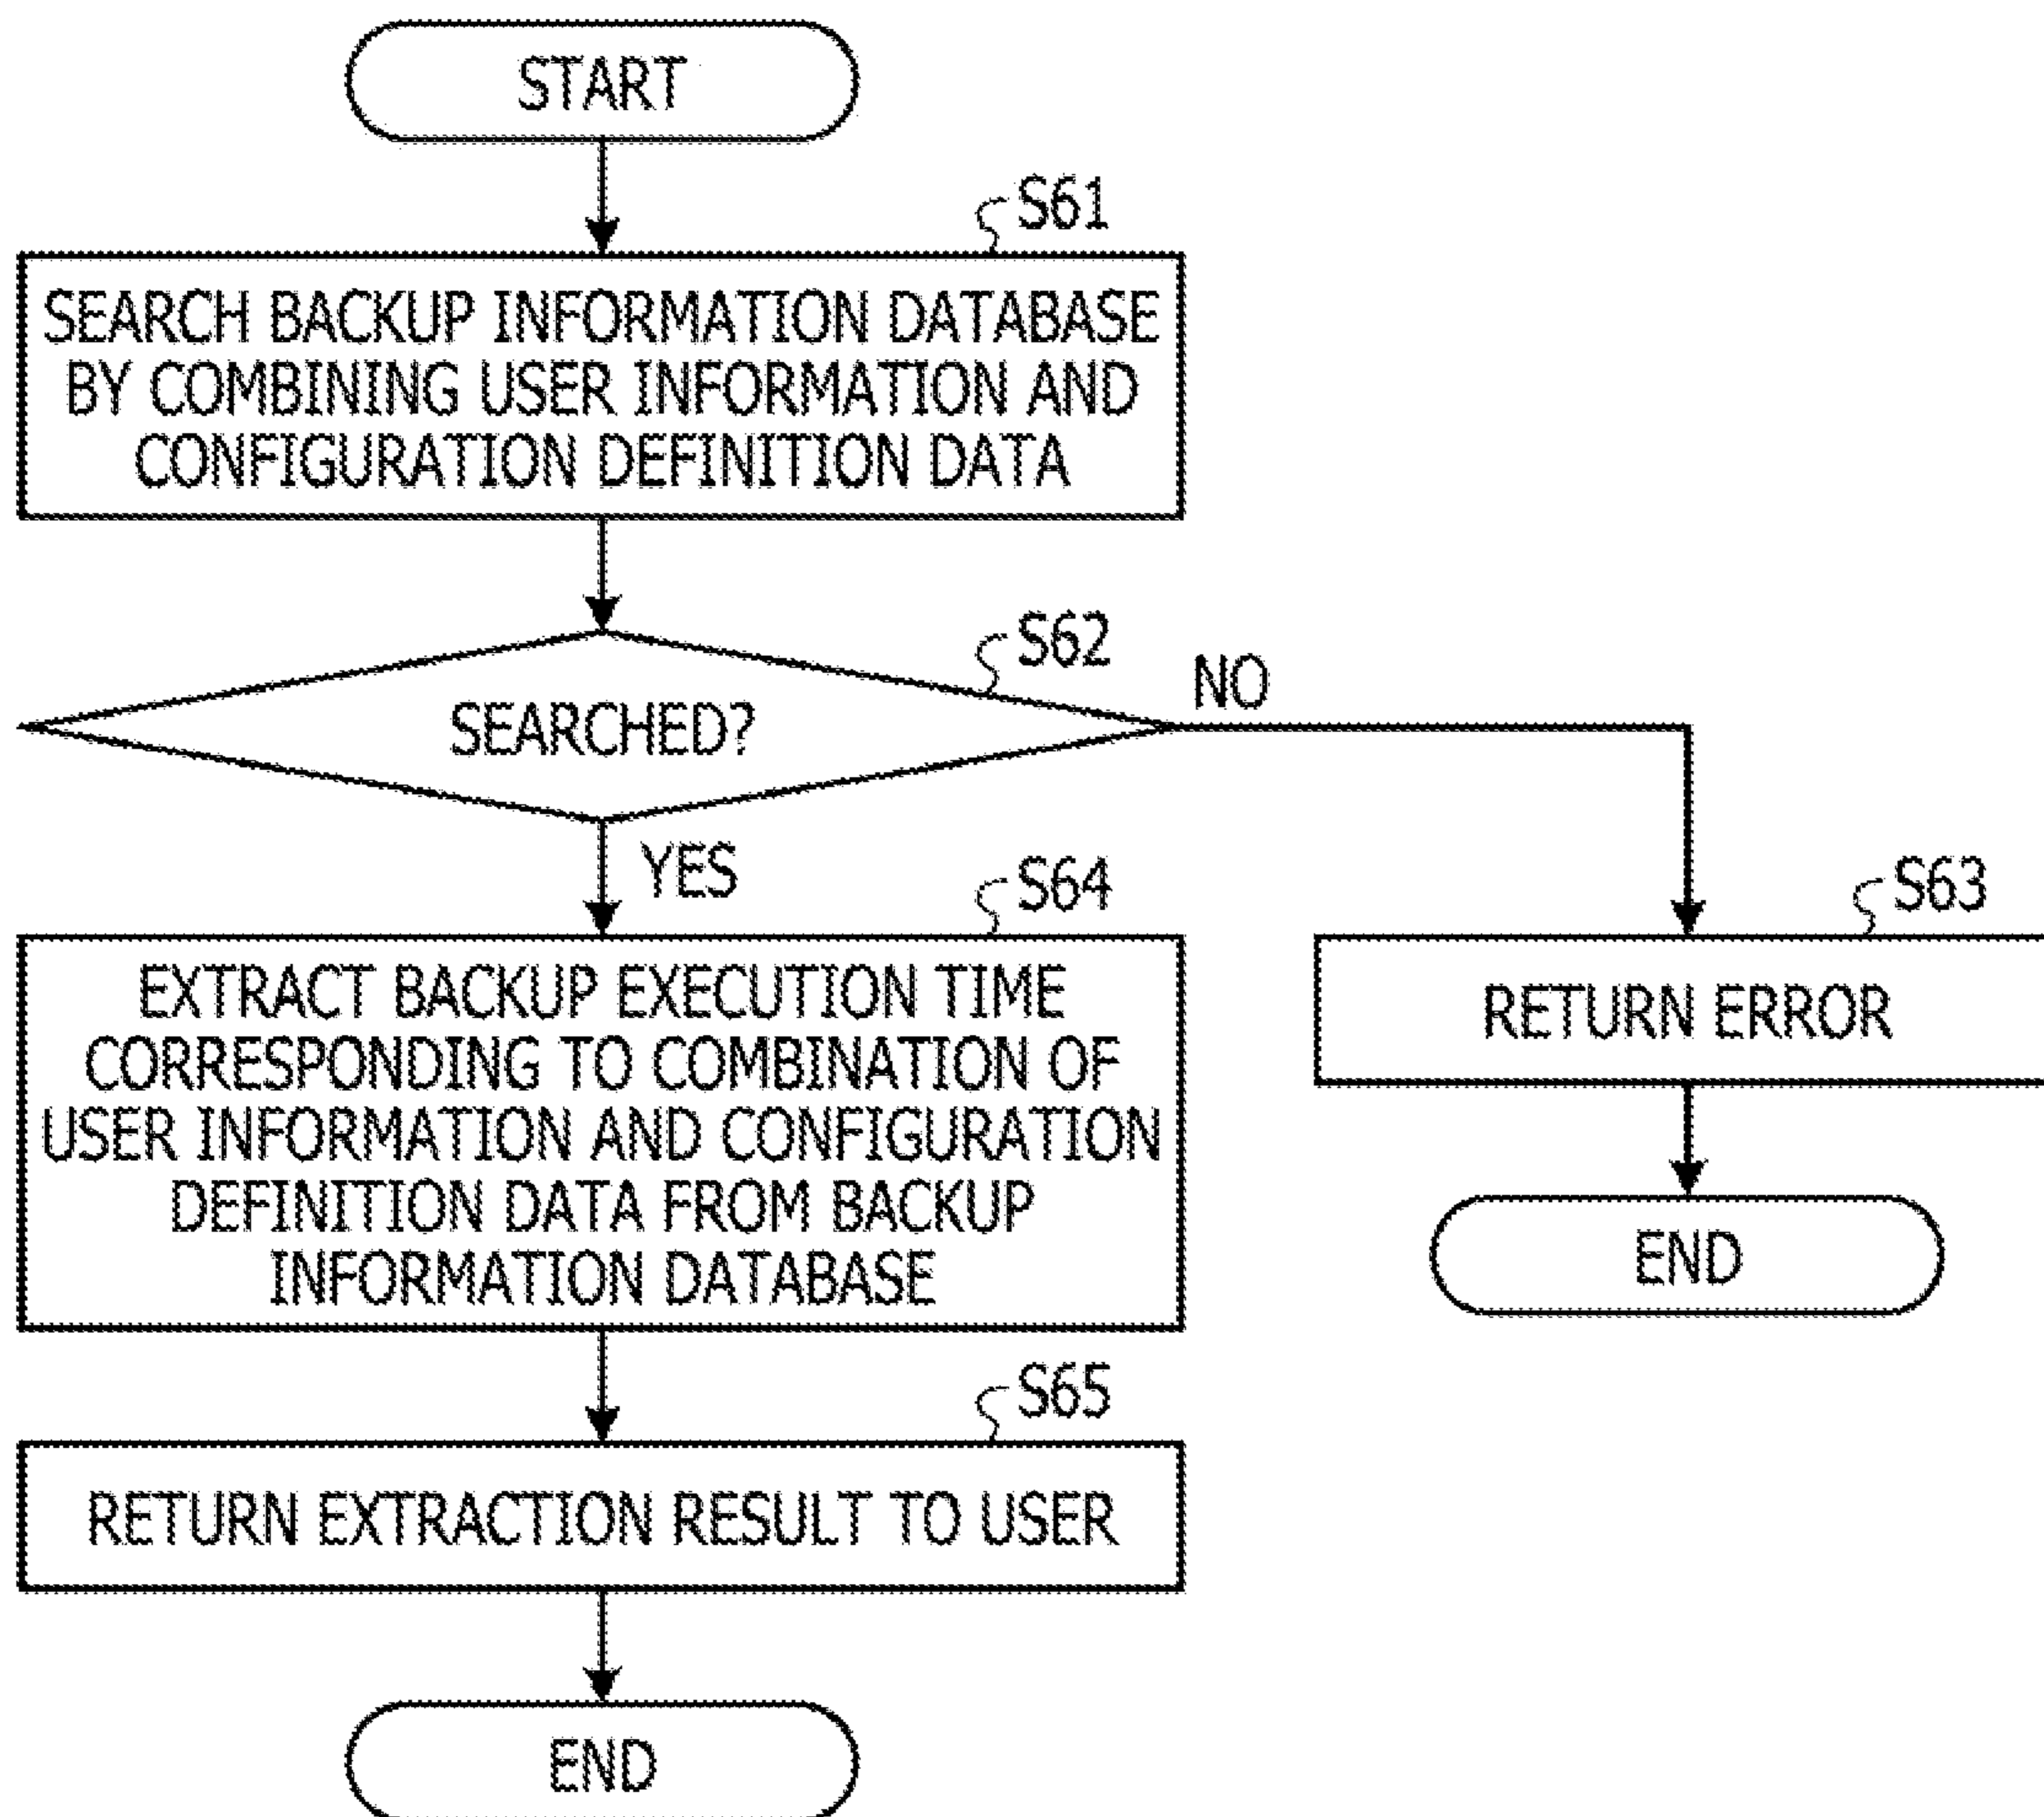 START
S61
SEARCH BACKUP INFORMATION DATABASE
BY COMBINING USER INFORMATION AND
CONFIGURATION DEFINITION DATA
S62
SEARCHED?
NO
YES
S64
EXTRACT BACKUP EXECUTION TIME
CORRESPONDING TO COMBINATION OF
USER INFORMATION AND CONFIGURATION
DEFINITION DATA FROM BACKUP
INFORMATION DATABASE
S63
RETURN ERROR
END
S65
RETURN EXTRACTION RESULT TO USER
END